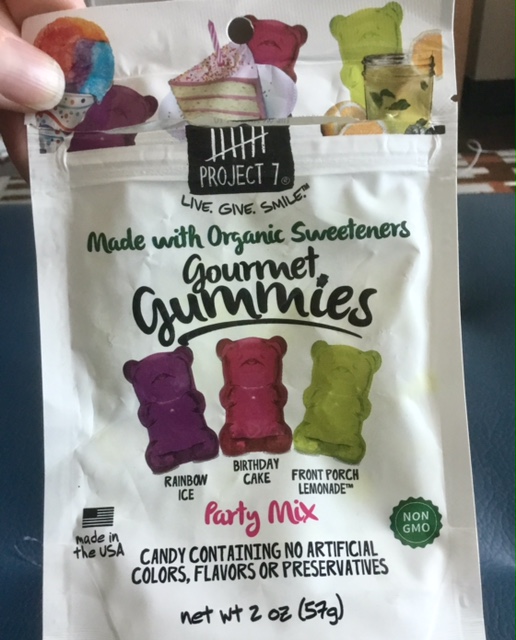 PROJECT 7®
LIVE. GIVE. SMILE.™
Made with Organic Sweeteners
Gourmet
Gummies
RAINBOW
ICE
BIRTHDAY
CAKE
FRONT PORCH
LEMONADE™
Party Mix
made in
the USA
NON
GMO
CANDY CONTAINING NO ARTIFICIAL
COLORS, FLAVORS OR PRESERVATIVES
net wt 2 oz (57g)